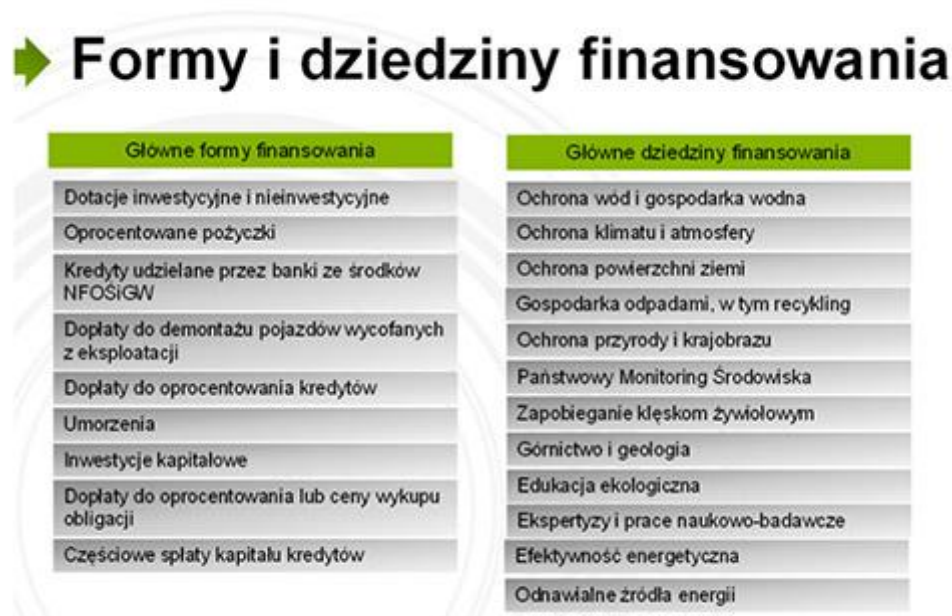 Formy i dziedziny finansowania
Główne formy finansowania
Dotacje inwestycyjne i nieinwestycyjne
Oprocentowane pożyczki
Kredyty udzielane przez banki ze środków
NFOŚiGW
Dopłaty do demontażu pojazdów wycofanych
z eksploatacji
Dopłaty do oprocentowania kredytów
Umorzenia
Inwestycje kapitałowe
Dopłaty do oprocentowania lub ceny wykupu
obligacji
Częściowe spłaty kapitału kredytów
Główne dziedziny finansowania
Ochrona wód i gospodarka wodna
Ochrona klimatu i atmosfery
Ochrona powierzchni ziemi
Gospodarka odpadami, w tym recykling
Ochrona przyrody i krajobrazu
Państwowy Monitoring Środowiska
Zapobieganie klęskom żywiołowym
Górnictwo i geologia
Edukacja ekologiczna
Ekspertyzy i prace naukowo-badawcze
Efektywność energetyczna
Odnawialne źródła energii